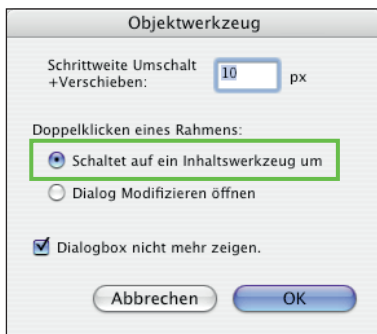 Objektwerkzeug
Schrittweite Umschalt
+Verschieben: 10 px
Doppelklicken eines Rahmens:
Schaltet auf ein Inhaltswerkzeug um
Dialog Modifizieren öffnen
Dialogbox nicht mehr zeigen.
Abbrechen OK